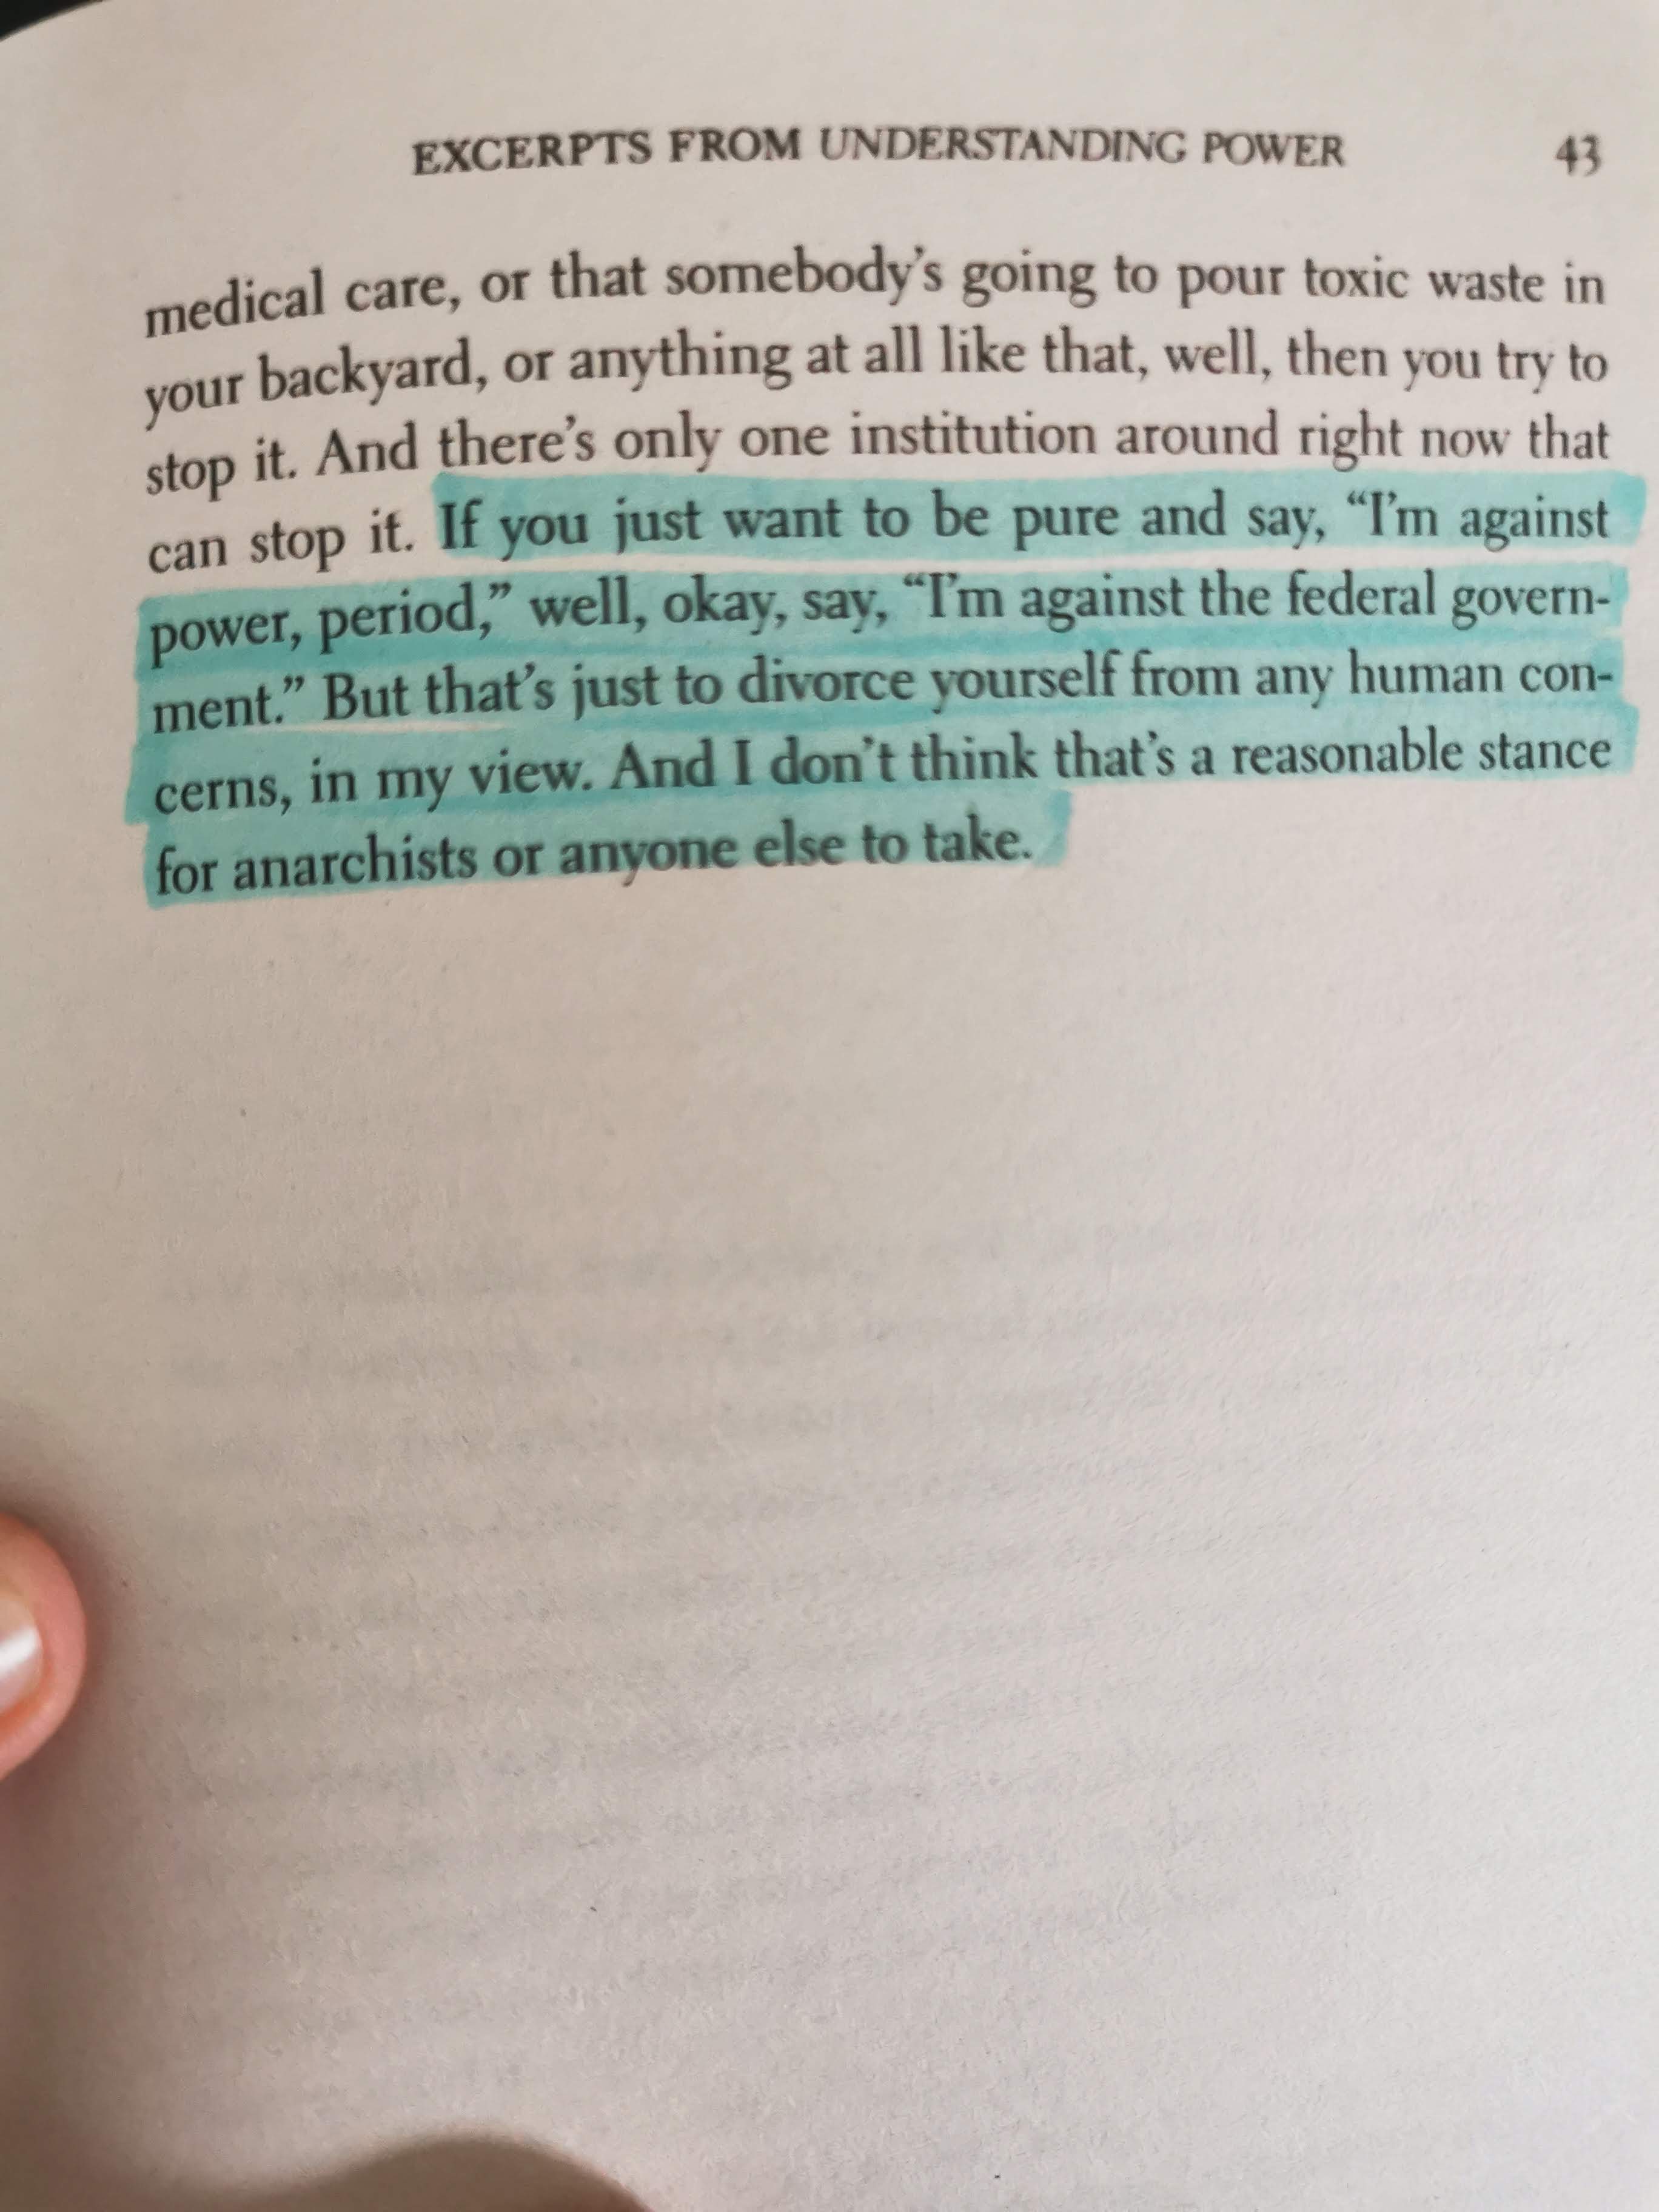 EXCERPTS FROM UNDERSTANDING POWER 43
medical care, or that somebody's going to pour toxic waste in
your backyard, or anything at all like that, well, then you try to
stop it. And there's only one institution around right now that
can stop it. If you just want to be pure and say, “I'm against
power, period,” well, okay, say, “I'm against the federal govern-
ment.” But that's just to divorce yourself from any human con-
cerns, in my view. And I don't think that's a reasonable stance
for anarchists or anyone else to take.